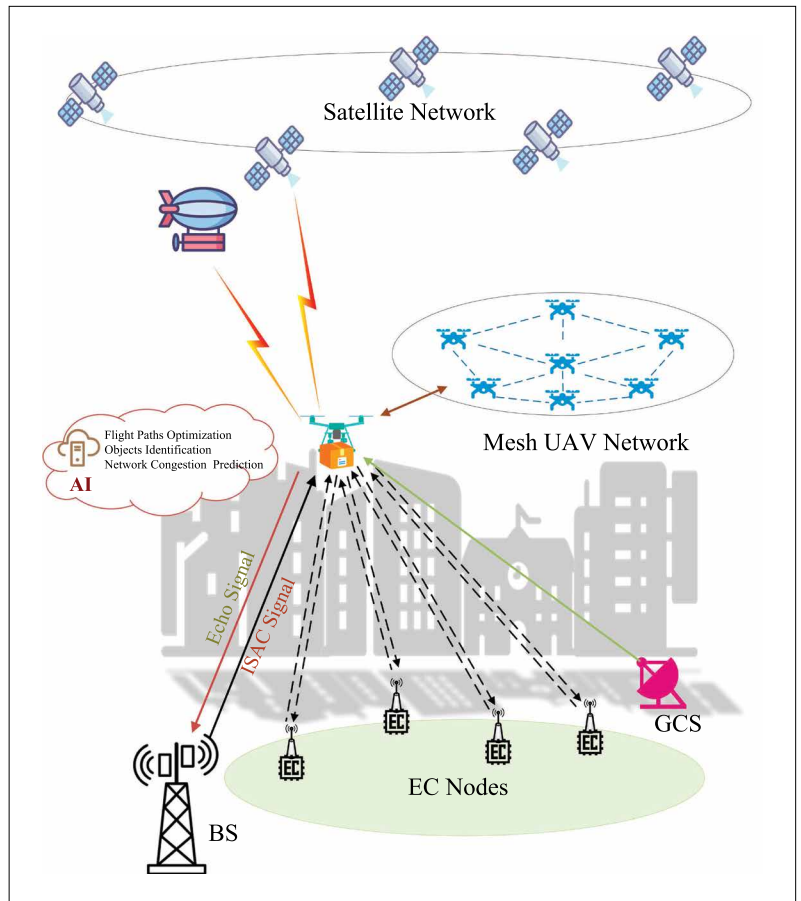 Satellite Network
Flight Paths Optimization
Objects Identification
Network Congestion Prediction
AI
Mesh UAV Network
Echo Signal
ISAC Signal
GCS
EC
EC
EC
EC
EC Nodes
BS